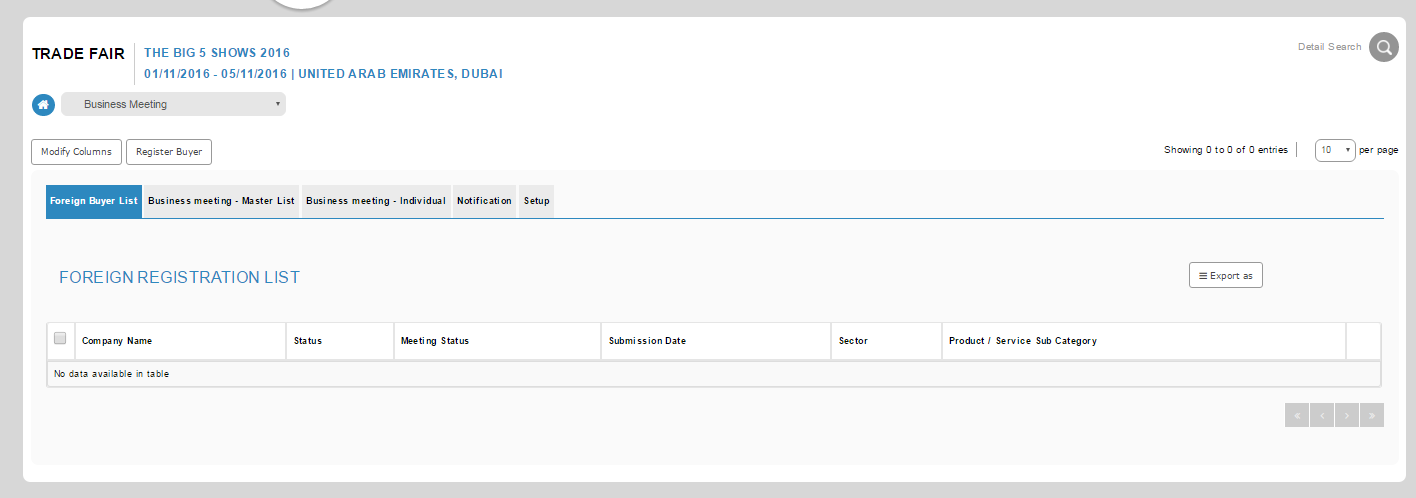 TRADE FAIR
THE BIG 5 SHOWS 2016
01/11/2016 - 05/11/2016 | UNITED ARAB EMIRATES, DUBAI
Detail Search
Business Meeting
Modify Columns Register Buyer
Showing 0 to 0 of 0 entries 10 per page
Foreign Buyer List Business meeting - Master List Business meeting - Individual Notification Setup
FOREIGN REGISTRATION LIST
Export as
Company Name Status Meeting Status Submission Date Sector Product / Service Sub Category
No data available in table
« ‹ › »